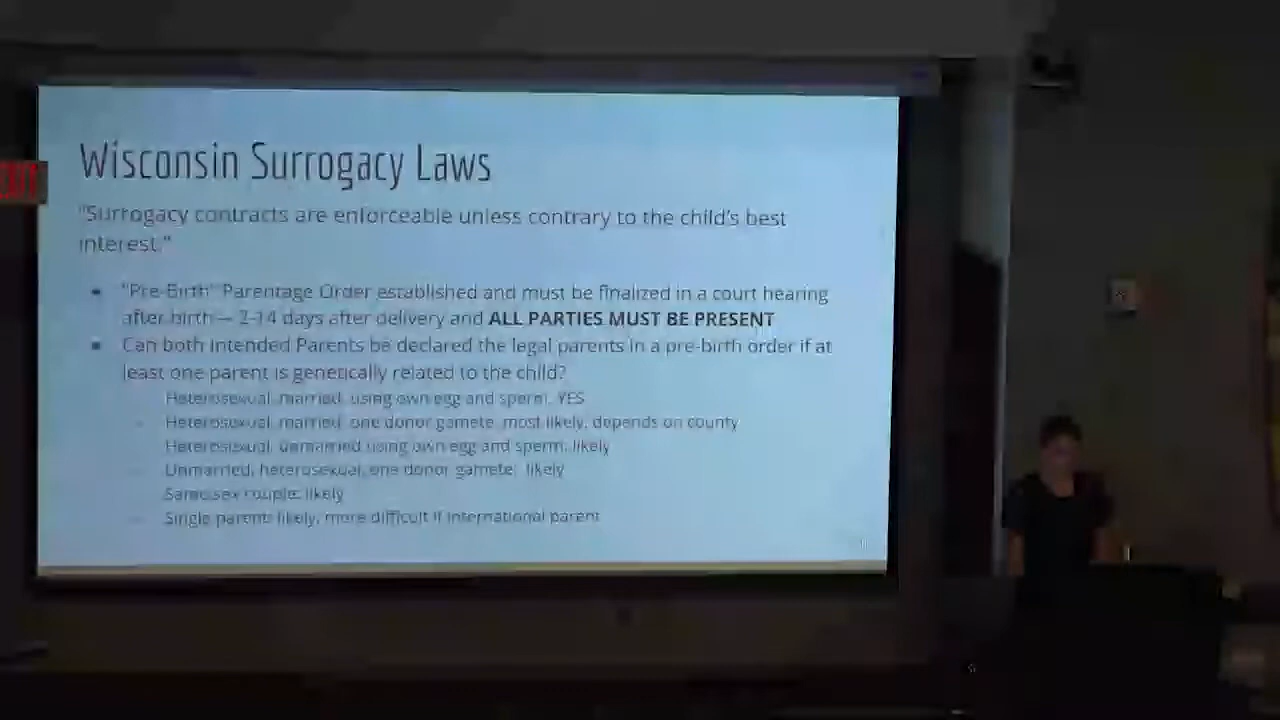 Wisconsin Surrogacy Laws
"Surrogacy contracts are enforceable unless contrary to the child's best
interest."
• "Pre-Birth" Parentage Order established and must be finalized in a court hearing
after birth — 2-14 days after delivery and ALL PARTIES MUST BE PRESENT
• Can both Intended Parents be declared the legal parents in a pre-birth order if at
least one parent is genetically related to the child?
Heterosexual, married, using own egg and sperm: YES
- Heterosexual, married, one donor gamete: most likely, depends on county
Heterosexual, unmarried using own egg and sperm: likely
- Unmarried, heterosexual, one donor gamete: likely
Same sex couple: likely
- Single parent: likely, more difficult if international parent
EXIT